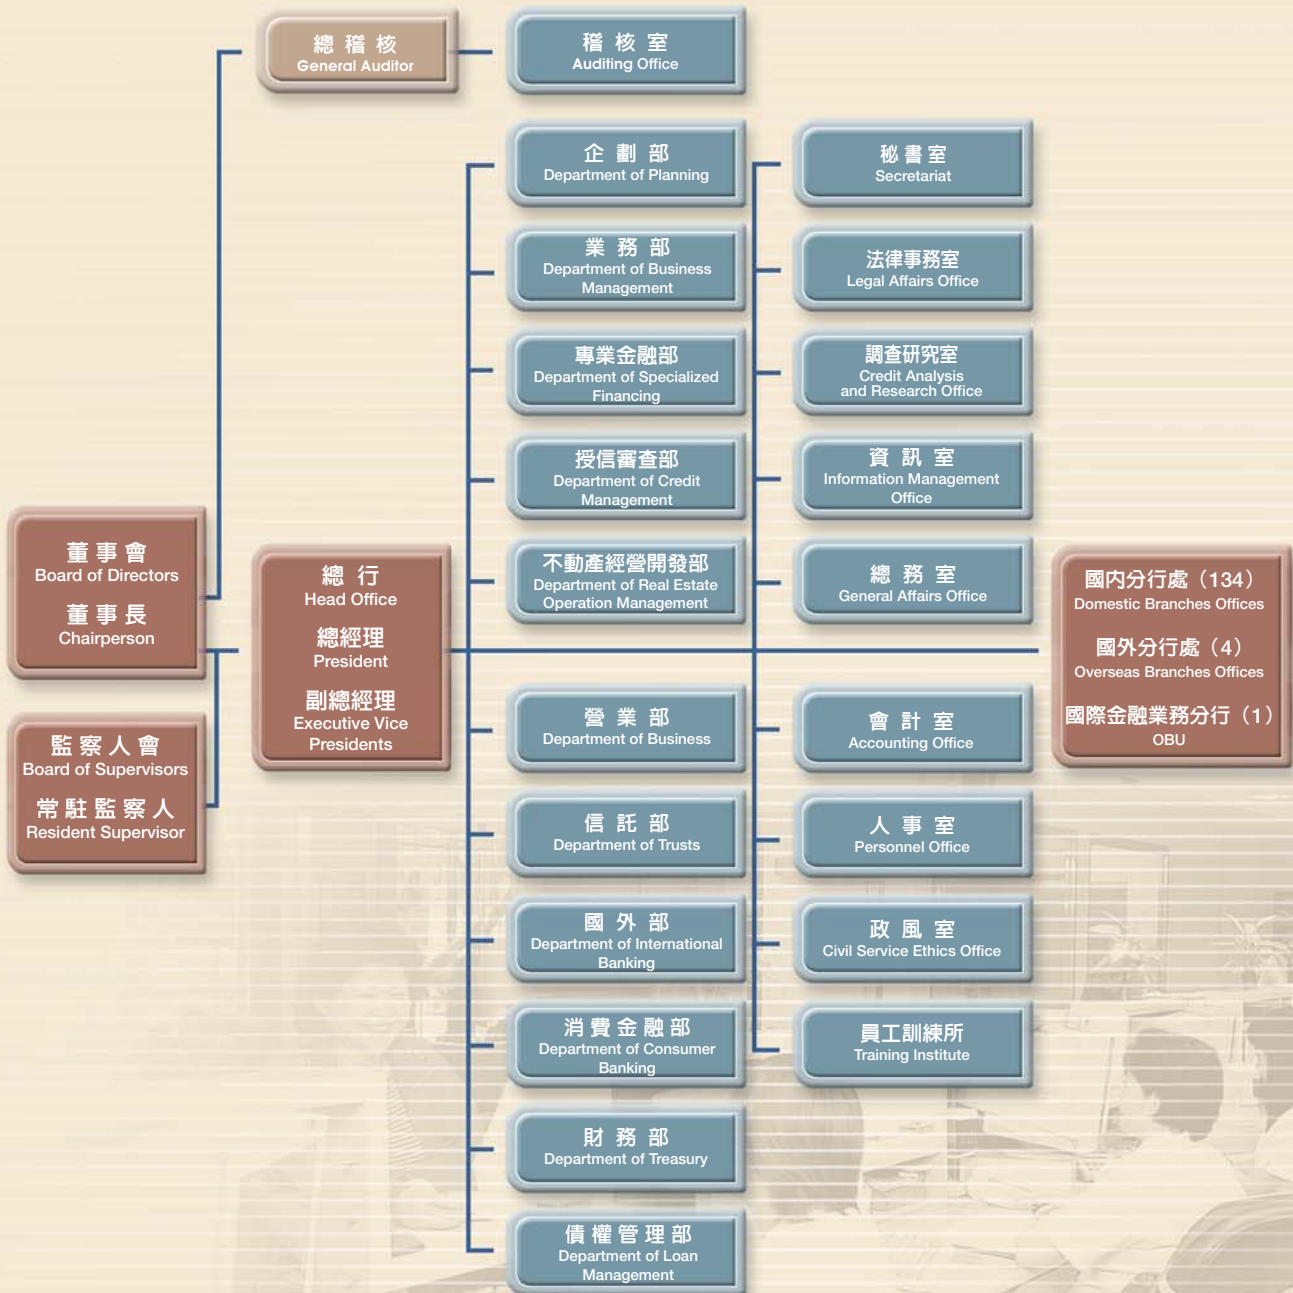 總稽核
General Auditor
稽核室
Auditing Office
企劃部
Department of Planning
秘書室
Secretariat
業務部
Department of Business
Management
法律事務室
Legal Affairs Office
專業金融部
Department of Specialized
Financing
調查研究室
Credit Analysis
and Research Office
授信審查部
Department of Credit
Management
資訊室
Information Management
Office
不動產經營開發部
Department of Real Estate
Operation Management
總務室
General Affairs Office
董事會
Board of Directors
董事長
Chairperson
監察人會
Board of Supervisors
常駐監察人
Resident Supervisor
總行
Head Office
總經理
President
副總經理
Executive Vice
Presidents
國內分行處（134）
Domestic Branches Offices
國外分行處（4）
Overseas Branches Offices
國際金融業務分行（1）
OBU
營業部
Department of Business
會計室
Accounting Office
信託部
Department of Trusts
人事室
Personnel Office
國外部
Department of International
Banking
政風室
Civil Service Ethics Office
消費金融部
Department of Consumer
Banking
員工訓練所
Training Institute
財務部
Department of Treasury
債權管理部
Department of Loan
Management